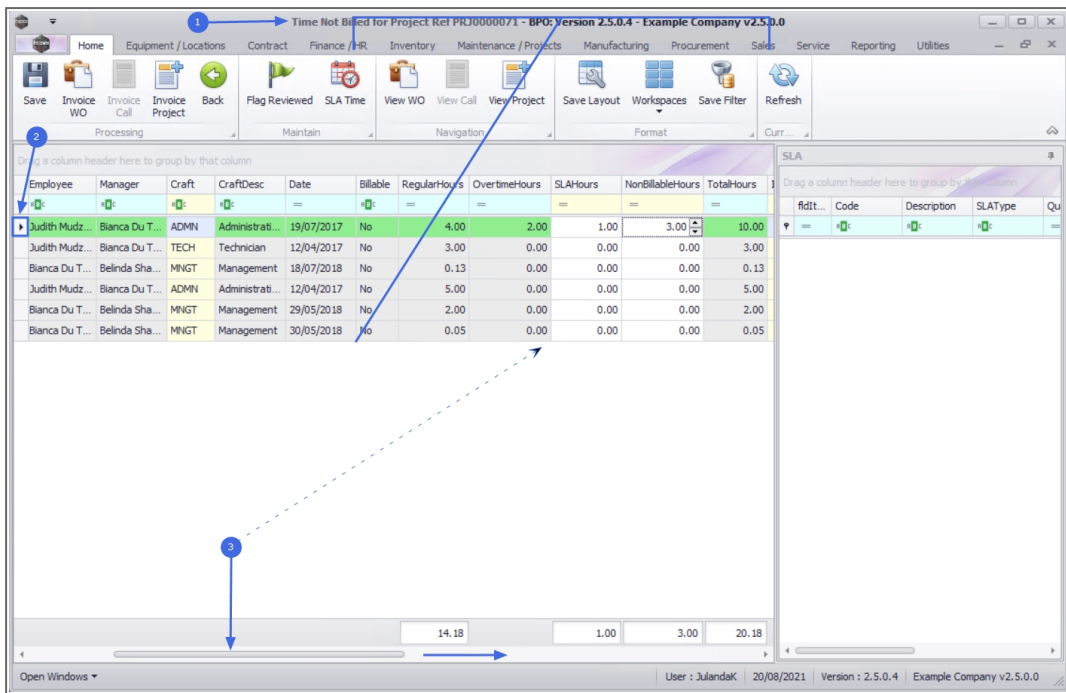 1
Time Not Billed for Project Ref PRJ0000071 - BPO: Version 2.5.0.4 - Example Company v2.5.0.0
Home Equipment / Locations Contract Finance / HR Inventory Maintenance / Projects Manufacturing Procurement Sales Service Reporting Utilities
Save Invoice WO Invoice Call Invoice Project Back Flag Reviewed SLA Time View WO View Call View Project Save Layout Workspaces Save Filter Refresh
2 Processing Maintain Navigation Format Curr...
Drag a column header here to group by that column
Employee Manager Craft CraftDesc Date Billable RegularHours OvertimeHours SLAHours NonBillableHours TotalHours
Judith Mudz... Bianca Du T... ADMN Administrati... 19/07/2017 No 4.00 2.00 1.00 3.00 10.00
Judith Mudz... Bianca Du T... TECH Technician 12/04/2017 No 3.00 0.00 0.00 0.00 3.00
Bianca Du T... Belinda Sha... MNGT Management 18/07/2018 No 0.13 0.00 0.00 0.00 0.13
Judith Mudz... Bianca Du T... ADMN Administrati... 12/04/2017 No 5.00 0.00 0.00 0.00 5.00
Bianca Du T... Belinda Sha... MNGT Management 29/05/2018 No 2.00 0.00 0.00 0.00 2.00
Bianca Du T... Belinda Sha... MNGT Management 30/05/2018 No 0.05 0.00 0.00 0.00 0.05
3
14.18 1.00 3.00 20.18
SLA
Drag a column header here to group by that column
fldIt... Code Description SLAType Qu
Open Windows User : JulandaK 20/08/2021 Version : 2.5.0.4 Example Company v2.5.0.0